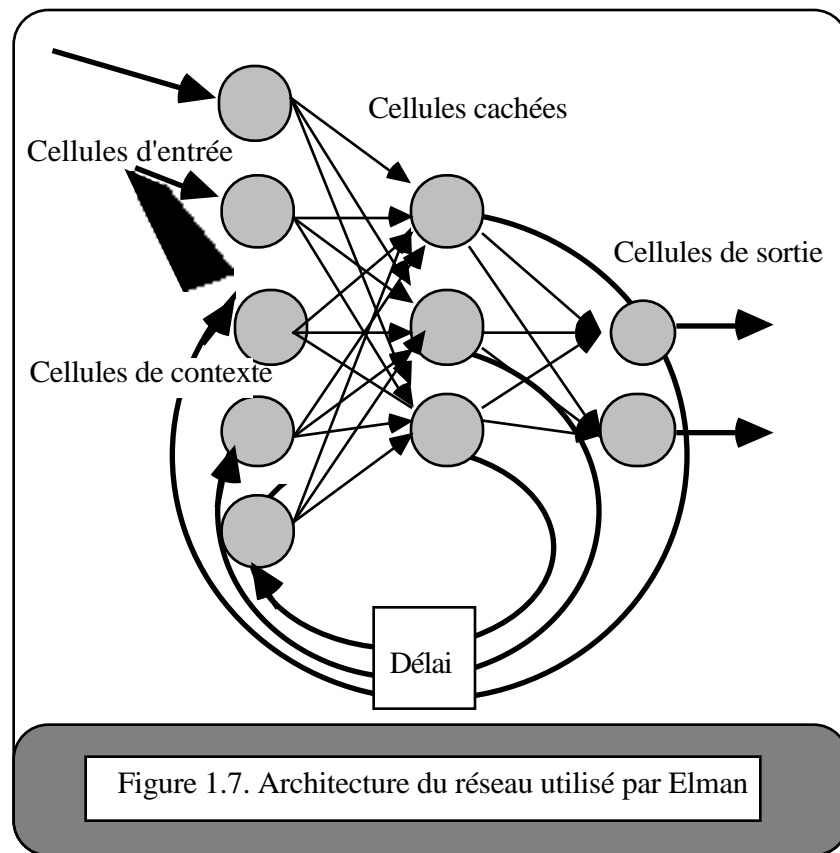 Cellules cachées
Cellules d'entrée
Cellules de sortie
Cellules de contexte
Délai
Figure 1.7. Architecture du réseau utilisé par Elman